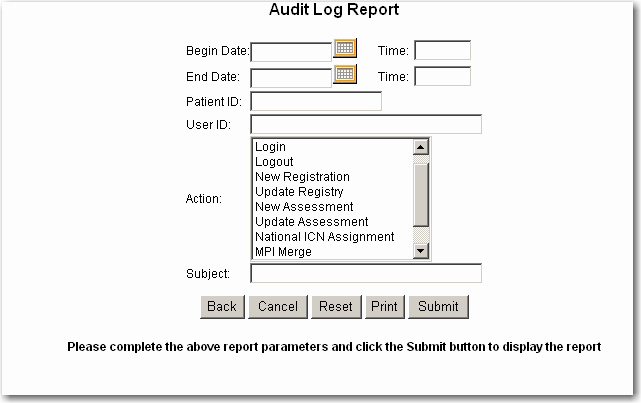 Audit Log Report
Begin Date: Time:
End Date: Time:
Patient ID:
User ID:
Action:
Login
Logout
New Registration
Update Registry
New Assessment
Update Assessment
National ICN Assignment
MPI Merge
Subject:
Back Cancel Reset Print Submit
Please complete the above report parameters and click the Submit button to display the report